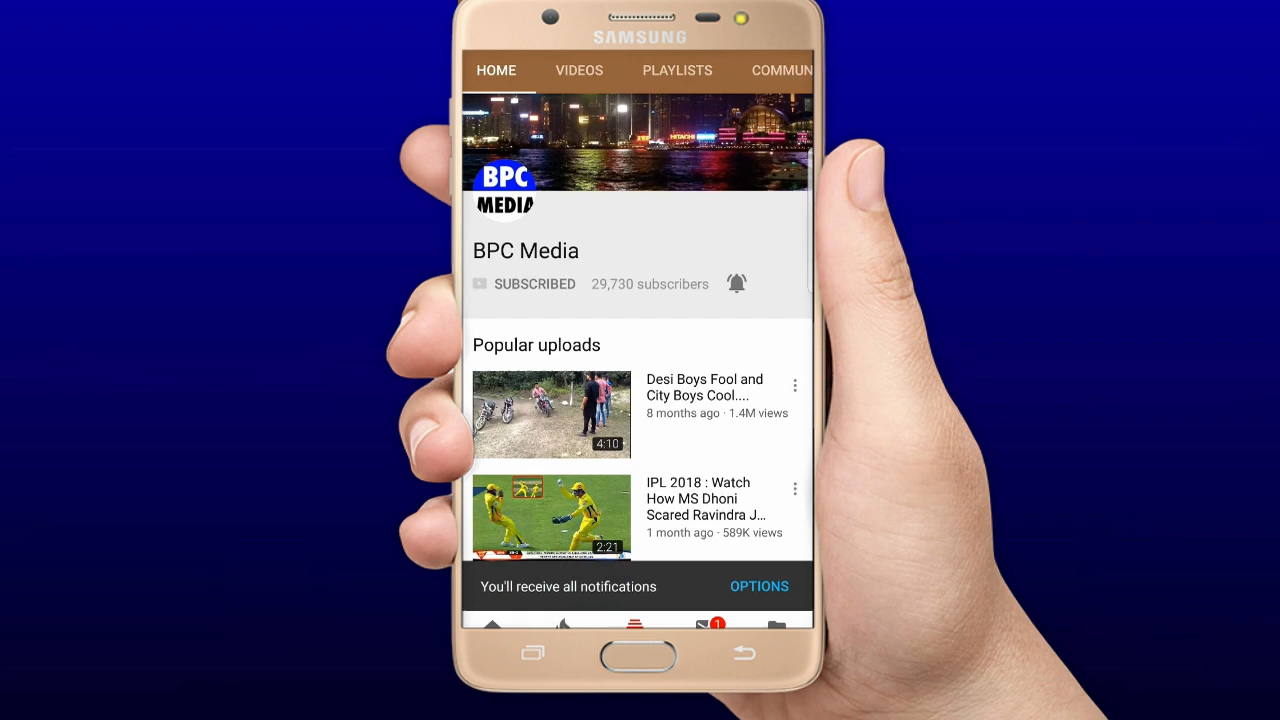 SAMSUNG
HOME VIDEOS PLAYLISTS COMMUN
HITACHI
BPC
MEDIA
BPC Media
SUBSCRIBED 29,730 subscribers
Popular uploads
Desi Boys Fool and
City Boys Cool....
8 months ago · 1.4M views
4:10
IPL 2018 : Watch
How MS Dhoni
Scared Ravindra J...
1 month ago · 589K views
2:21
You'll receive all notifications OPTIONS
1